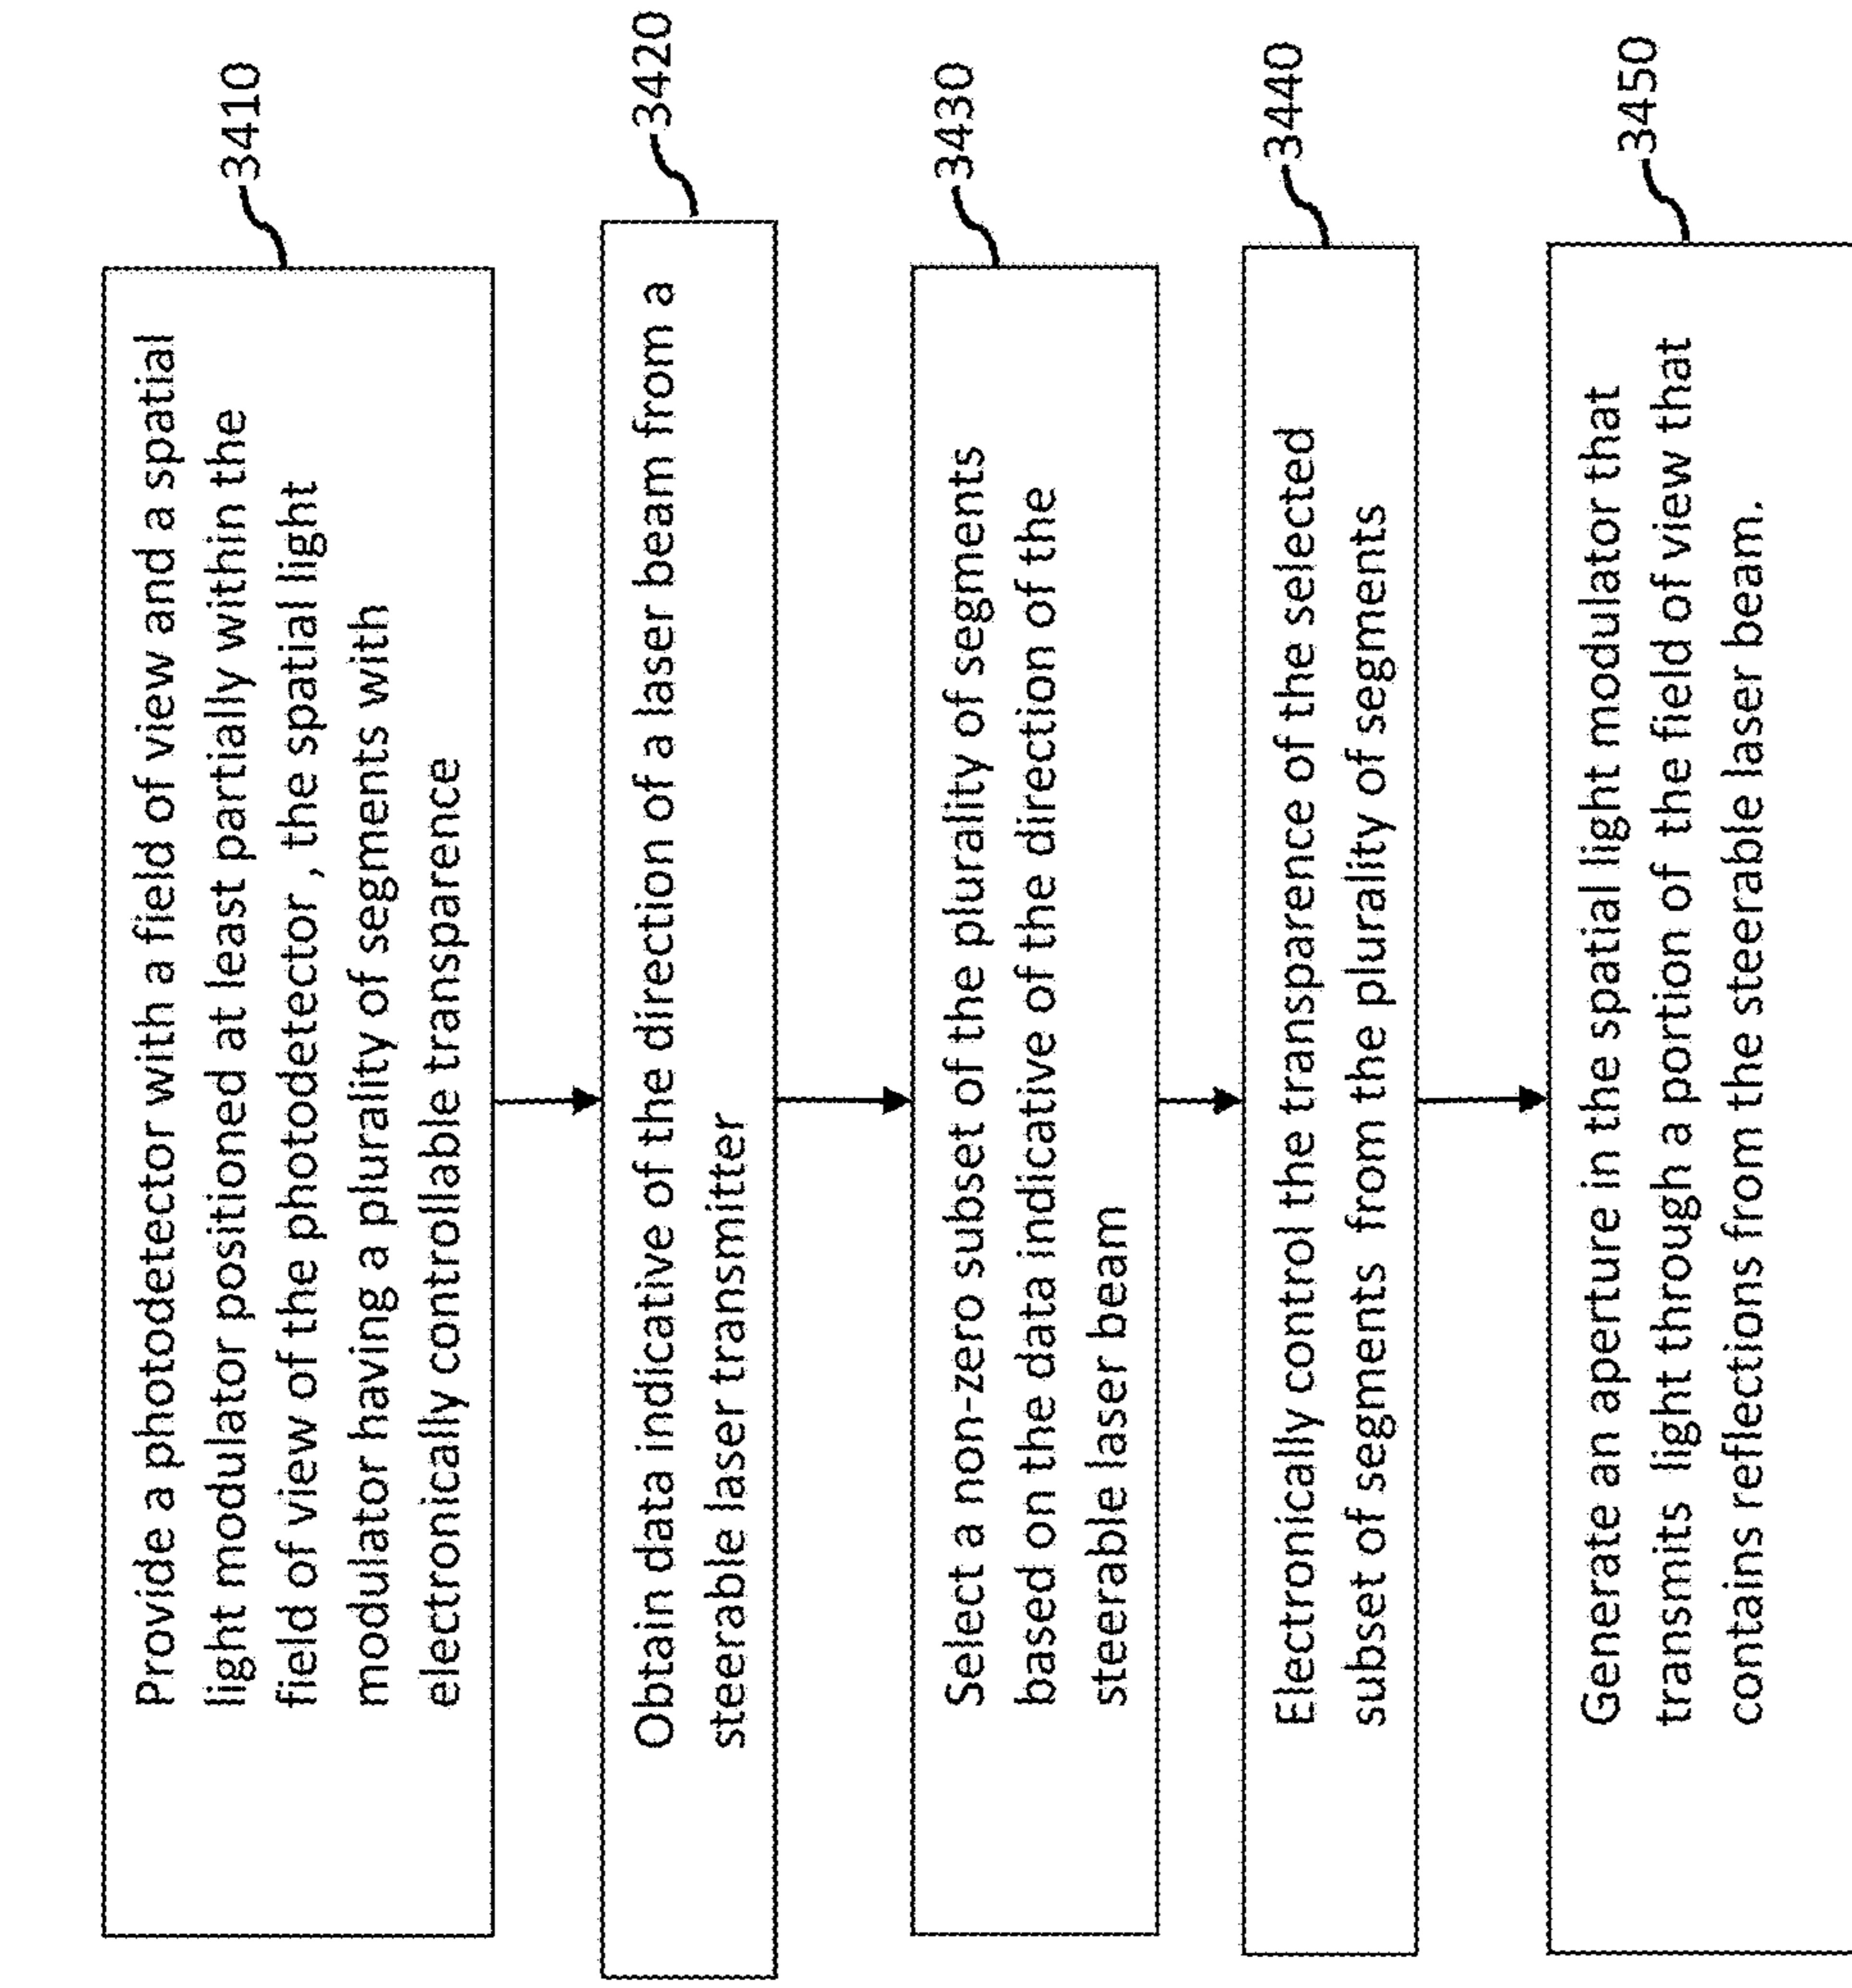 3410
Provide a photodetector with a field of view and a spatial
light modulator positioned at least partially within the
field of view of the photodetector , the spatial light
modulator having a plurality of segments with
electronically controllable transparence
3420
Obtain data indicative of the direction of a laser beam from a
steerable laser transmitter
3430
Select a non-zero subset of the plurality of segments
based on the data indicative of the direction of the
steerable laser beam
3440
Electronically control the transparence of the selected
subset of segments from the plurality of segments
3450
Generate an aperture in the spatial light modulator that
transmits light through a portion of the field of view that
contains reflections from the steerable laser beam.